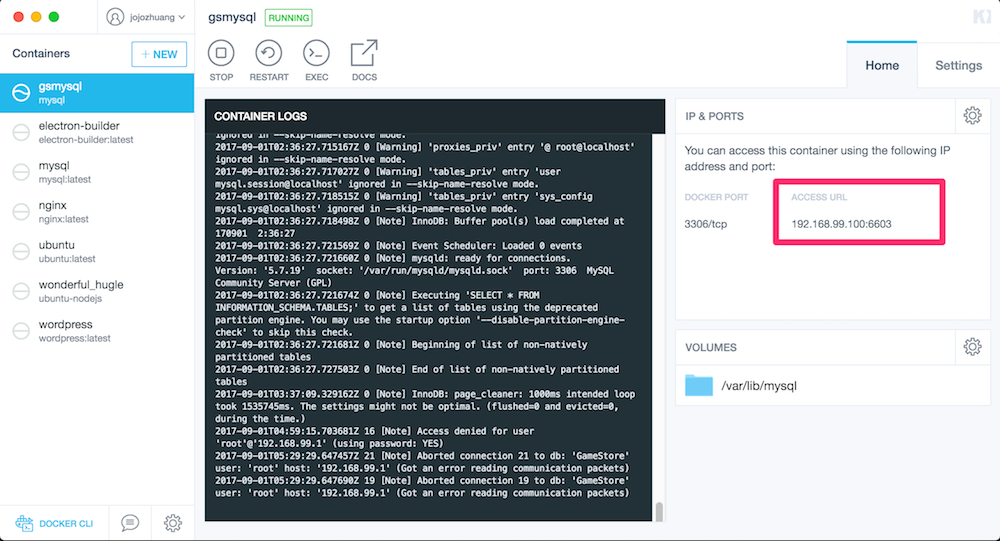 jojozhuang
gsmysql RUNNING
Containers
+ NEW
STOP RESTART EXEC DOCS
Home Settings
gsmysql
mysql
electron-builder
electron-builder:latest
mysql
mysql:latest
nginx
nginx:latest
ubuntu
ubuntu:latest
wonderful_hugle
ubuntu-nodejs
wordpress
wordpress:latest
DOCKER CLI
CONTAINER LOGS
ignored in --skip-name-resolve mode.
2017-09-01T02:36:27.715167Z 0 [Warning] 'proxies_priv' entry '@ root@localhost'
ignored in --skip-name-resolve mode.
2017-09-01T02:36:27.717027Z 0 [Warning] 'tables_priv' entry 'user
mysql.session@localhost' ignored in --skip-name-resolve mode.
2017-09-01T02:36:27.718515Z 0 [Warning] 'tables_priv' entry 'sys_config
mysql.sys@localhost' ignored in --skip-name-resolve mode.
2017-09-01T02:36:27.718498Z 0 [Note] InnoDB: Buffer pool(s) load completed at
170901  2:36:27
2017-09-01T02:36:27.721569Z 0 [Note] Event Scheduler: Loaded 0 events
2017-09-01T02:36:27.721660Z 0 [Note] mysqld: ready for connections.
Version: '5.7.19'  socket: '/var/run/mysqld/mysqld.sock'  port: 3306  MySQL
Community Server (GPL)
2017-09-01T02:36:27.721674Z 0 [Note] Executing 'SELECT * FROM
INFORMATION_SCHEMA.TABLES;' to get a list of tables using the deprecated
partition engine. You may use the startup option '--disable-partition-engine-
check' to skip this check.
2017-09-01T02:36:27.721681Z 0 [Note] Beginning of list of non-natively
partitioned tables
2017-09-01T02:36:27.727503Z 0 [Note] End of list of non-natively partitioned
tables
2017-09-01T03:37:09.329162Z 0 [Note] InnoDB: page_cleaner: 1000ms intended loop
took 1535745ms. The settings might not be optimal. (flushed=0 and evicted=0,
during the time.)
2017-09-01T04:59:15.703681Z 16 [Note] Access denied for user
'root'@'192.168.99.1' (using password: YES)
2017-09-01T05:29:29.647457Z 21 [Note] Aborted connection 21 to db: 'GameStore'
user: 'root' host: '192.168.99.1' (Got an error reading communication packets)
2017-09-01T05:29:29.647690Z 19 [Note] Aborted connection 19 to db: 'GameStore'
user: 'root' host: '192.168.99.1' (Got an error reading communication packets)
IP & PORTS
You can access this container using the following IP
address and port:
DOCKER PORT ACCESS URL
3306/tcp 192.168.99.100:6603
VOLUMES
/var/lib/mysql